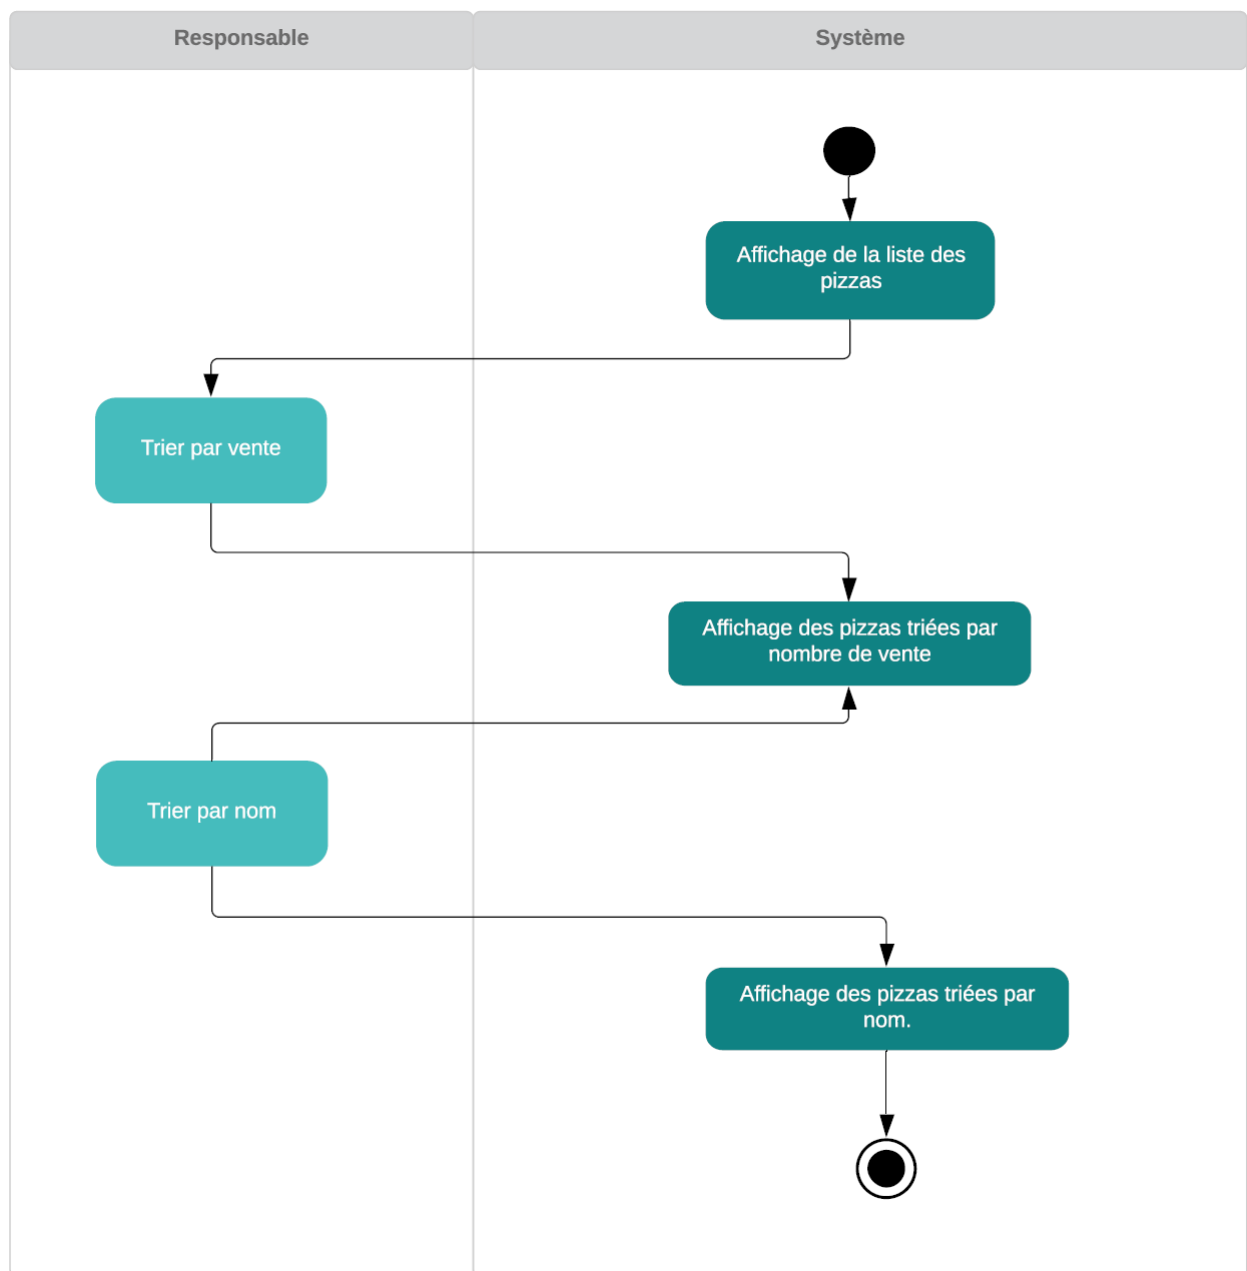 Responsable
Système
Affichage de la liste des
pizzas
Trier par vente
Affichage des pizzas triées par
nombre de vente
Trier par nom
Affichage des pizzas triées par
nom.